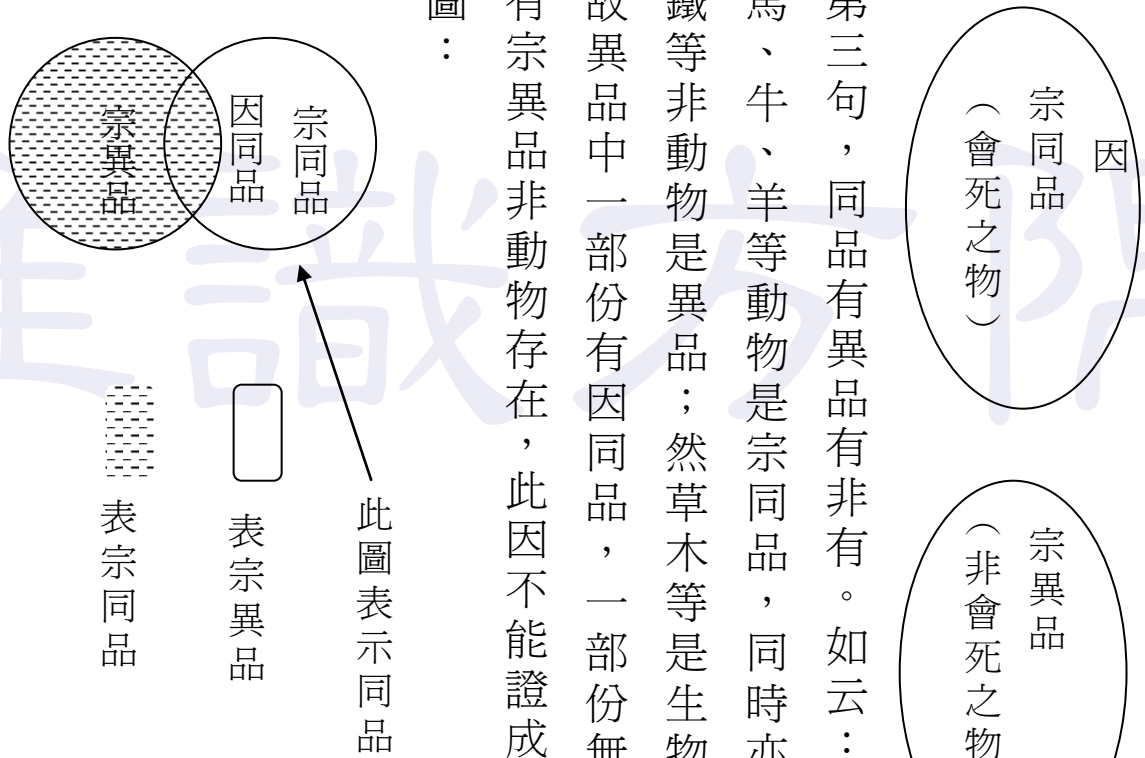 因
宗同品
（會死之物）
宗異品
（非會死之物
第三句，同品有異品有非有。如云：
馬、牛、羊等動物是宗同品，同時亦
鐵等非動物是異品；然草木等是生物
故異品中一部份有因同品，一部份無
有宗異品非動物存在，此因不能證成
圖：
此圖表示同品
宗同品
因同品
宗異品
表宗異品
表宗同品